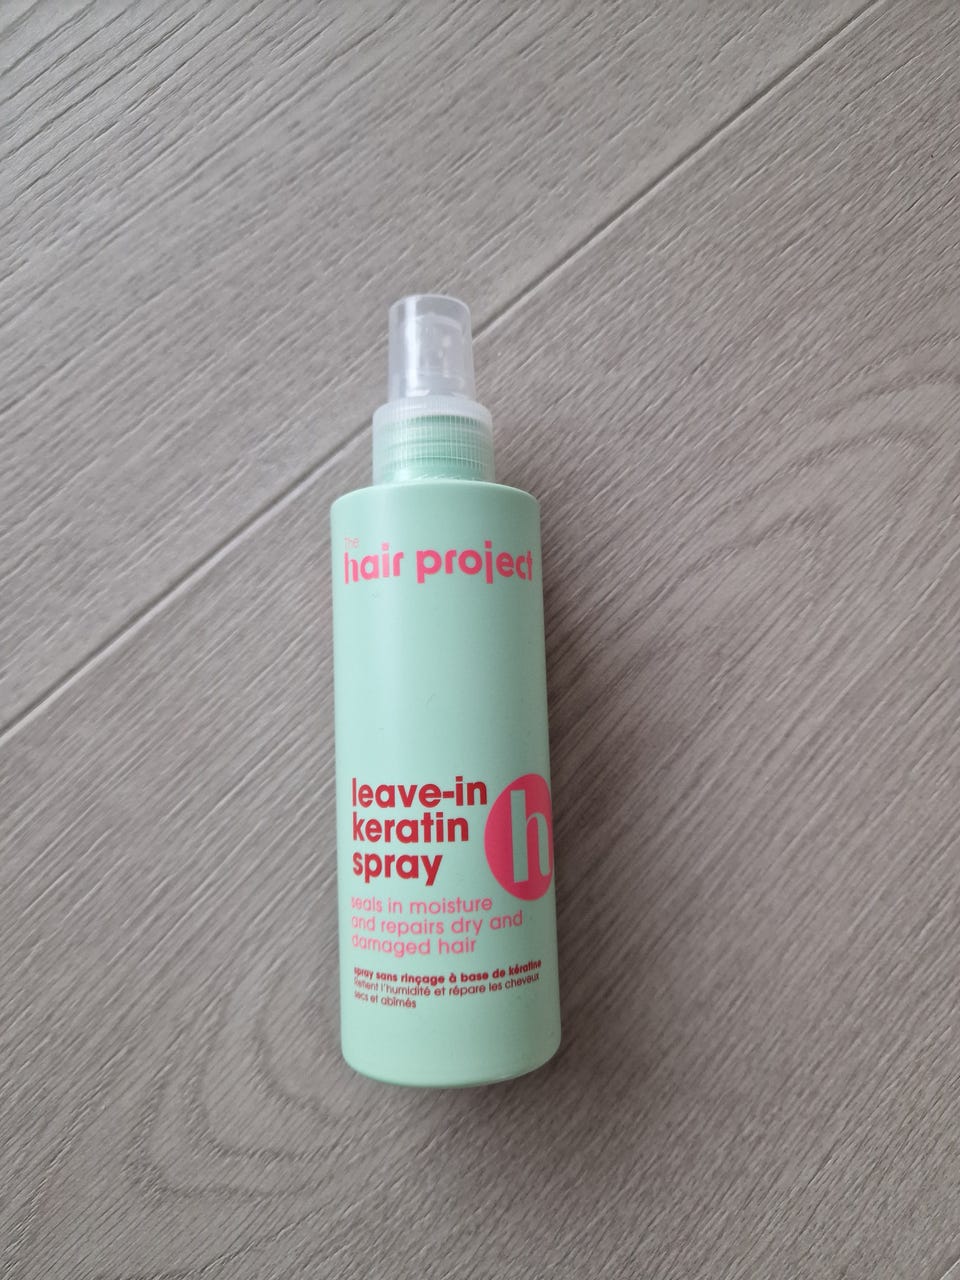 The
hair project
leave-in
keratin
spray
h
seals in moisture
and repairs dry and
damaged hair
spray sans rinçage à base de kératine
Retient l'humidité et répare les cheveux
secs et abîmés